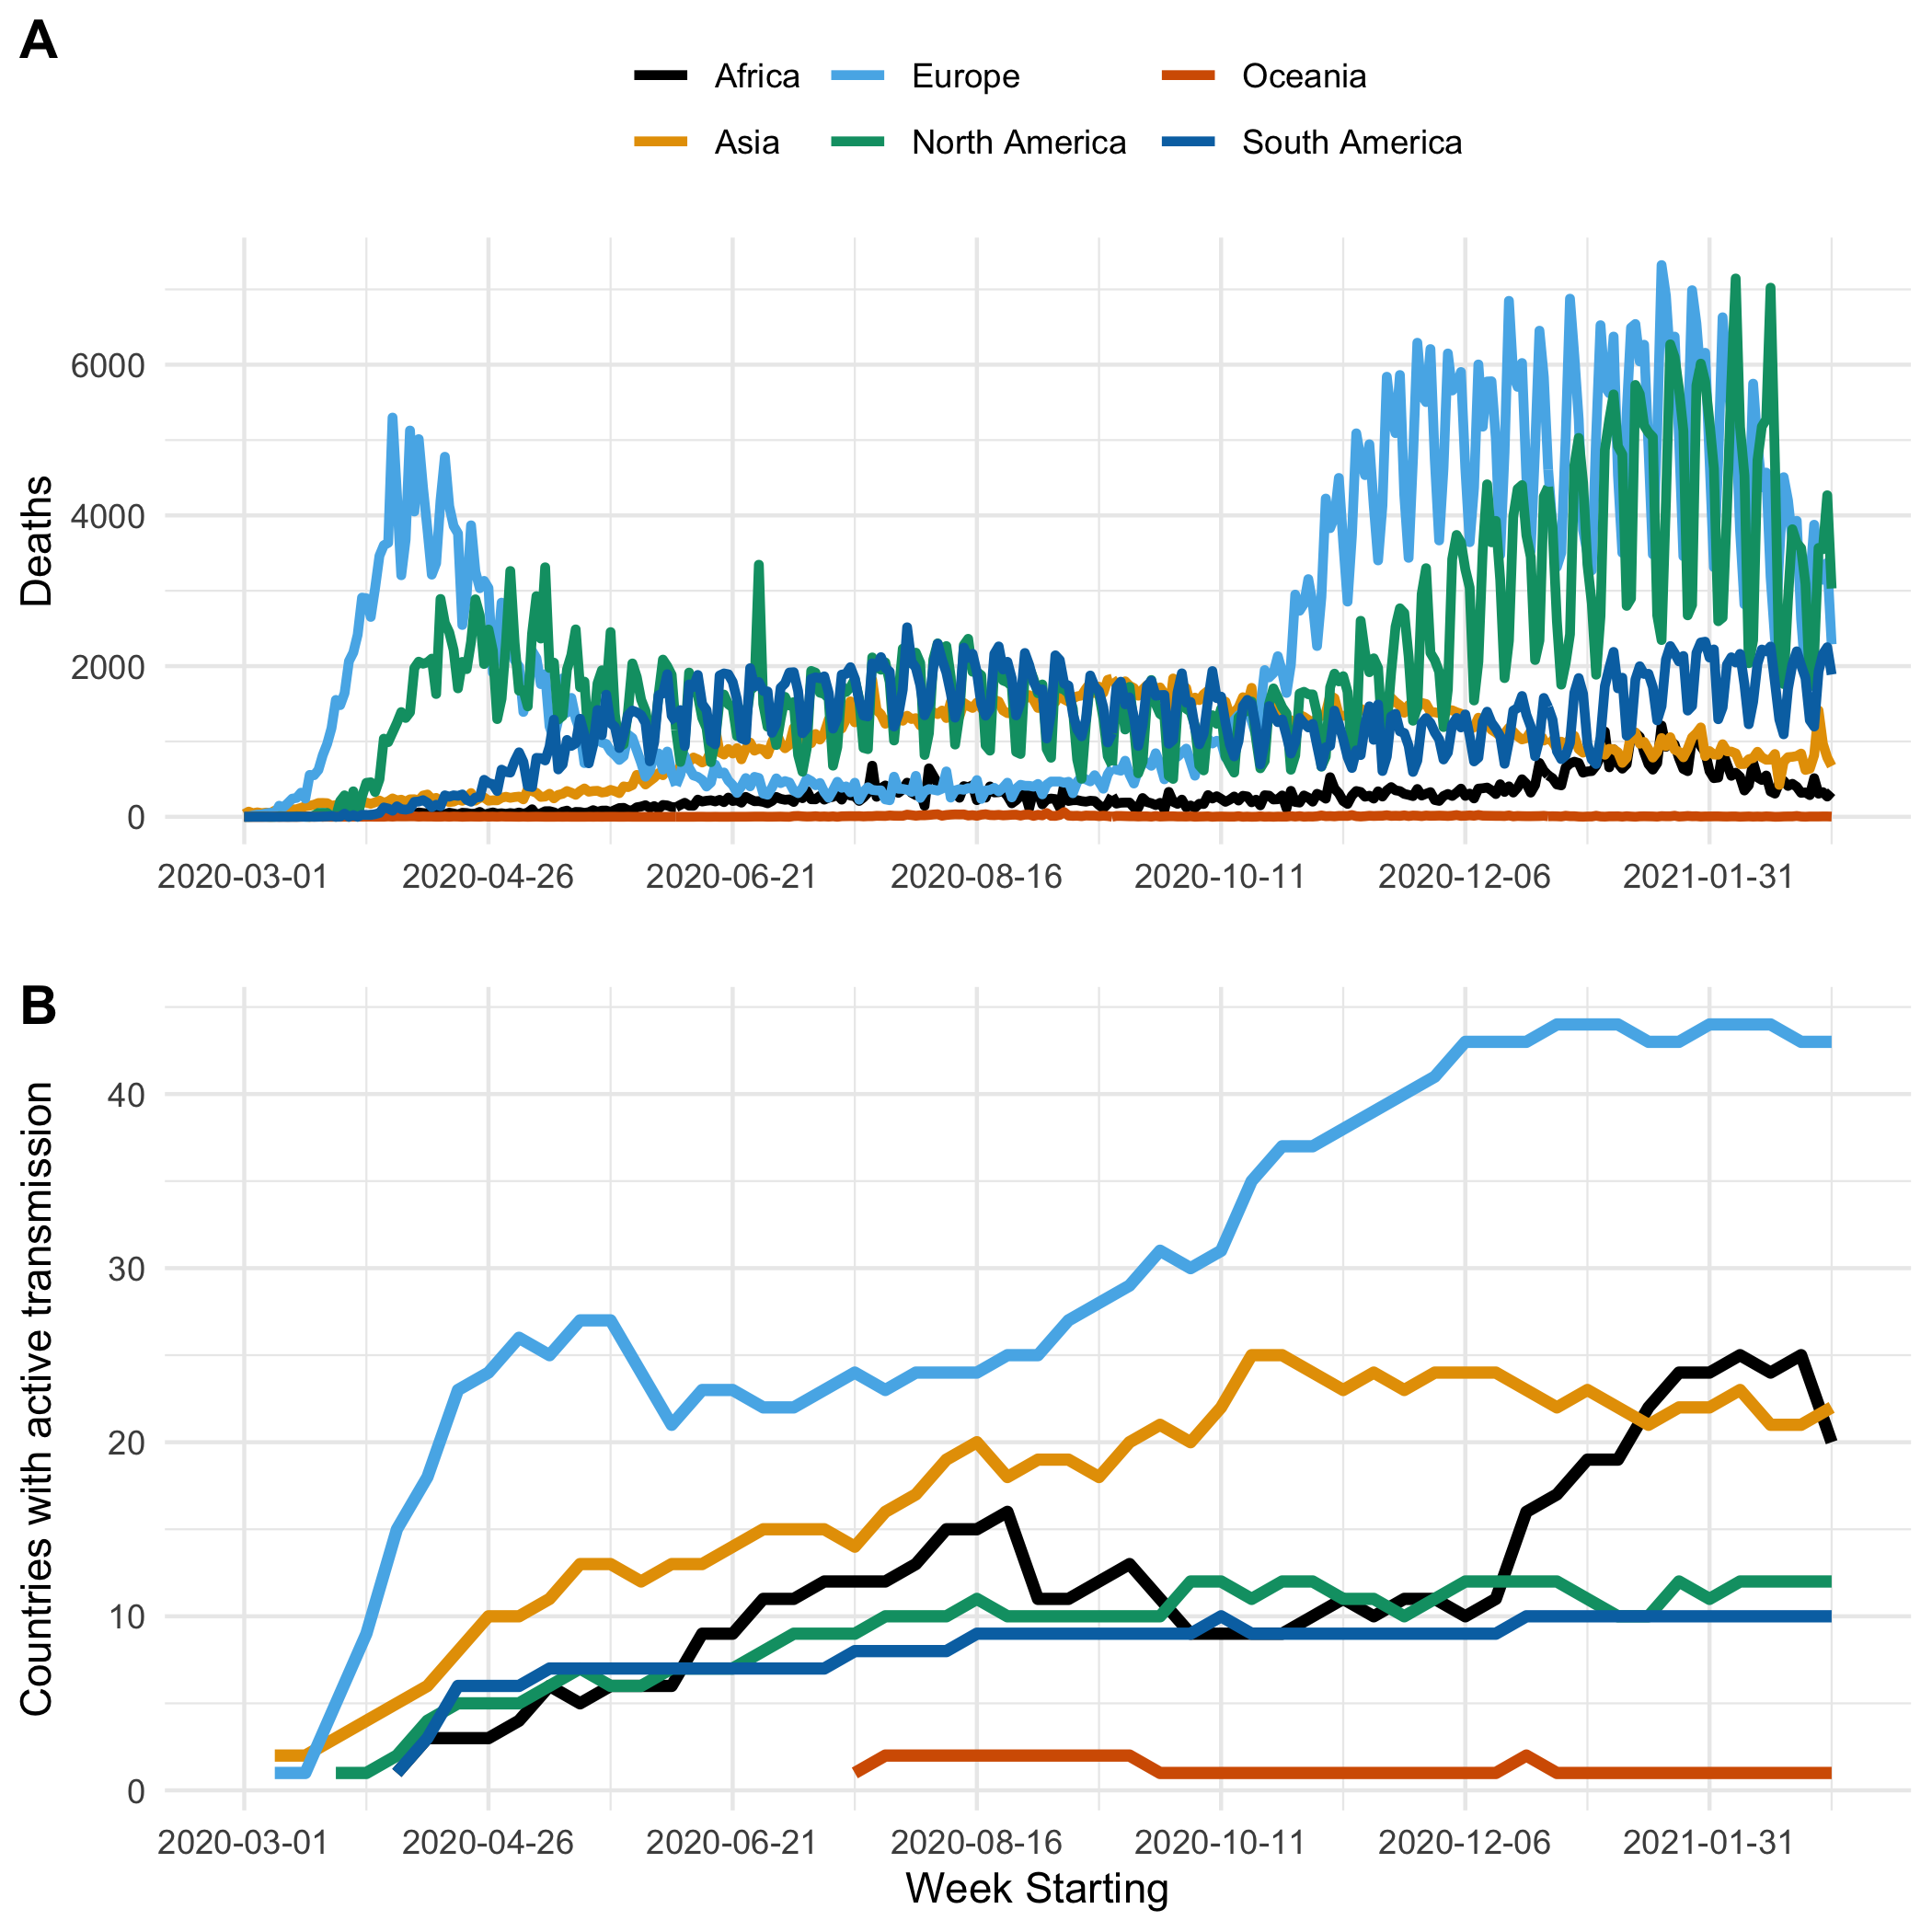 A
Africa Europe Oceania
Asia North America South America
Deaths
6000
4000
2000
0
2020-03-01 2020-04-26 2020-06-21 2020-08-16 2020-10-11 2020-12-06 2021-01-31
B
Countries with active transmission
40
30
20
10
0
2020-03-01 2020-04-26 2020-06-21 2020-08-16 2020-10-11 2020-12-06 2021-01-31
Week Starting